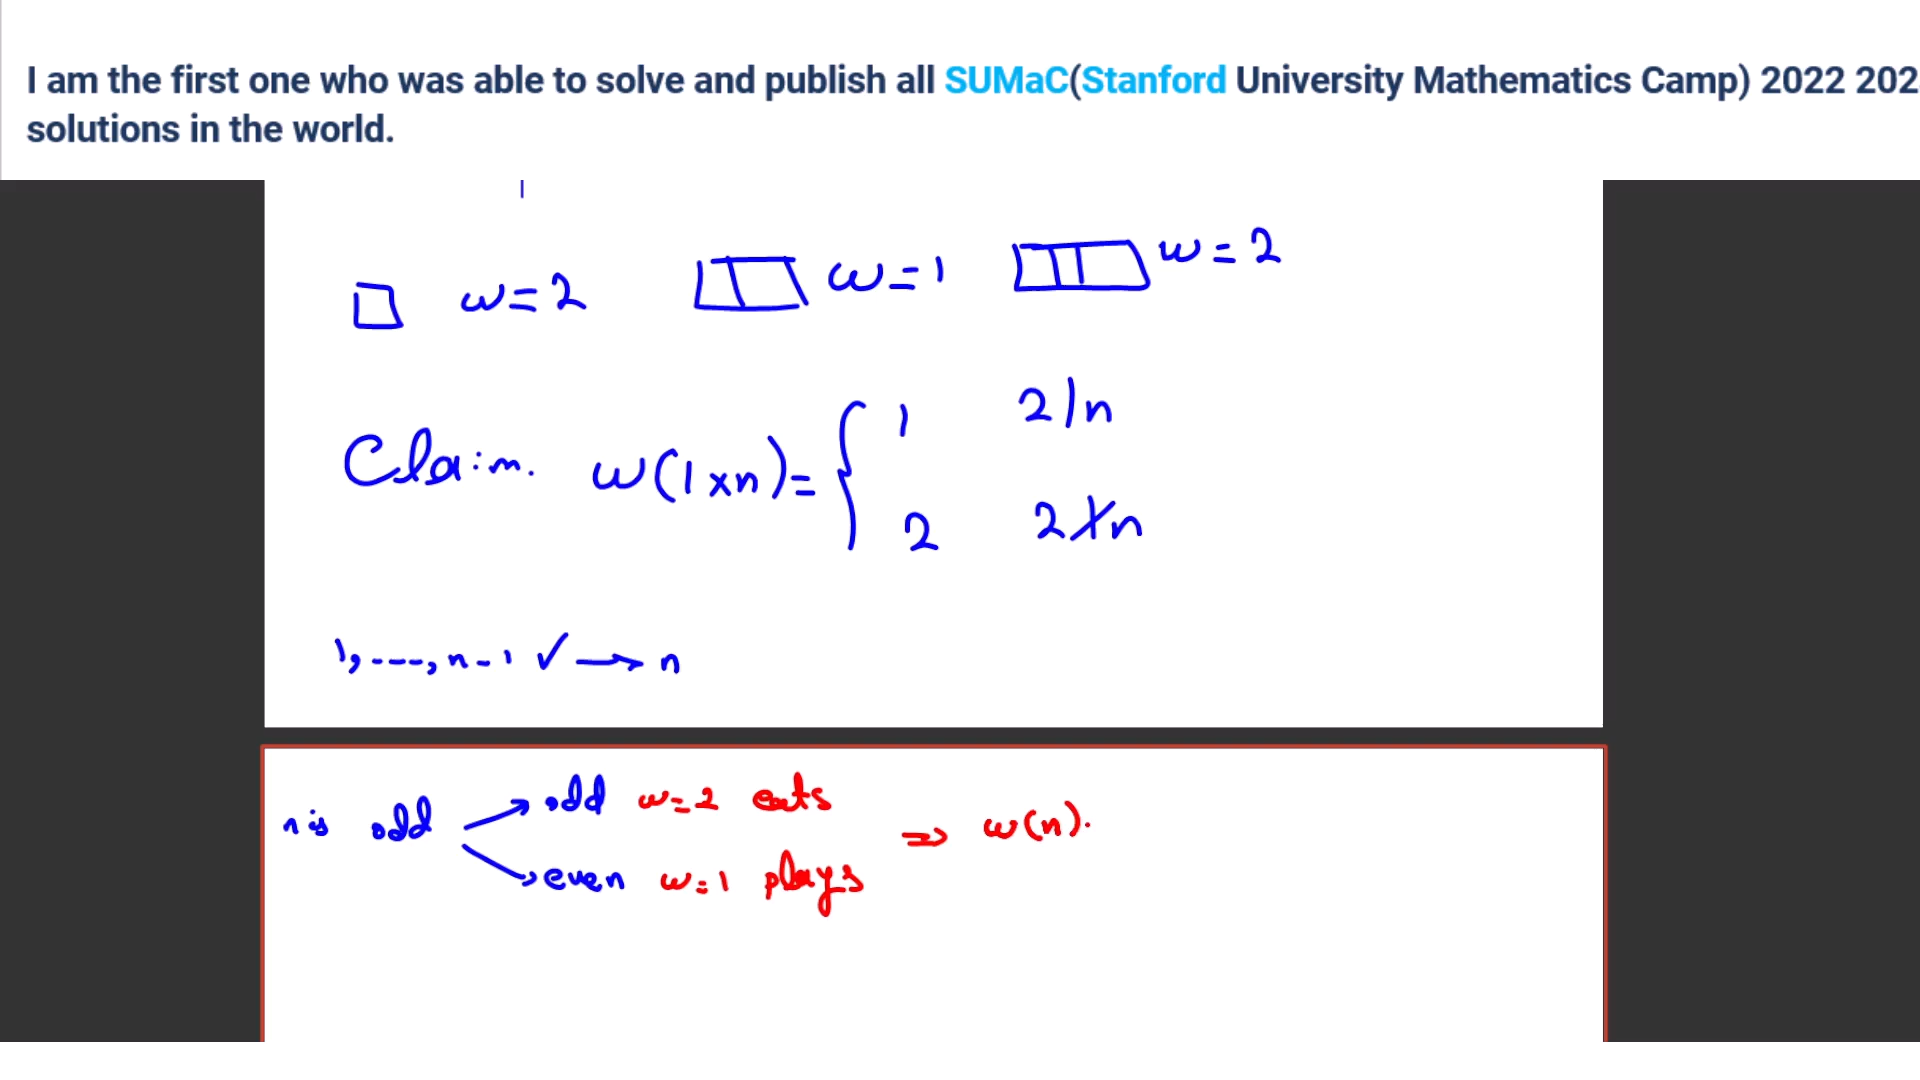 I am the first one who was able to solve and publish all SUMaC(Stanford University Mathematics Camp) 2022 202
solutions in the world.
w=2 w=1 w=2
Claim. w(1×n)= { 1 2|n
2 2∤n
1, ----, n-1 ✓ → n
n is odd → odd w=2 eats
→ even w=1 plays
⇒ w(n).